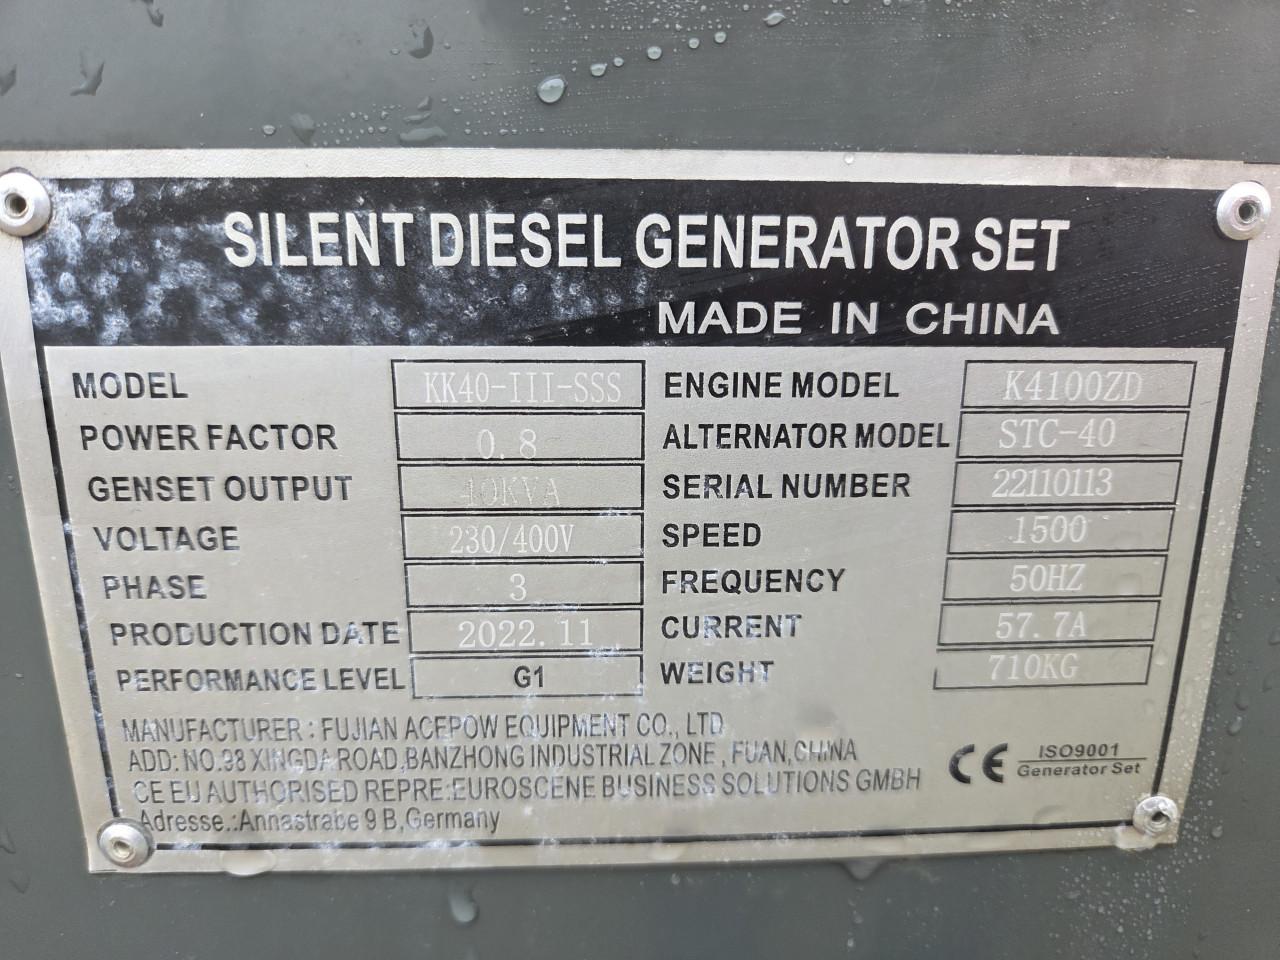 SILENT DIESEL GENERATOR SET
MADE IN CHINA
MODEL KK40-III-SSS
POWER FACTOR 0.8
GENSET OUTPUT 40KVA
VOLTAGE 230/400V
PHASE 3
PRODUCTION DATE 2022.11
PERFORMANCE LEVEL G1
ENGINE MODEL K4100ZD
ALTERNATOR MODEL STC-40
SERIAL NUMBER 22110113
SPEED 1500
FREQUENCY 50HZ
CURRENT 57.7A
WEIGHT 710KG
MANUFACTURER : FUJIAN ACEPOW EQUIPMENT CO., LTD
ADD: NO.98 XINGDA ROAD,BANZHONG INDUSTRIAL ZONE , FUAN,CHINA
CE EU AUTHORISED REPRE:EUROSCENE BUSINESS SOLUTIONS GMBH
Adresse.:Annastrabe 9 B,Germany
CE ISO9001
Generator Set